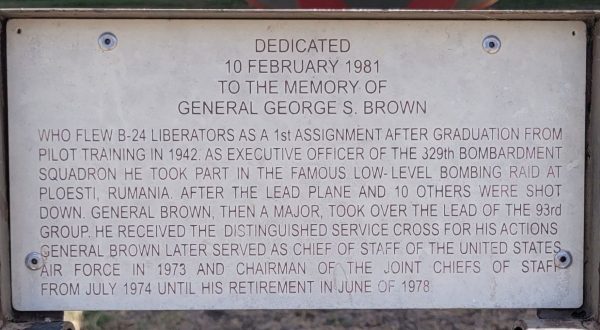 DEDICATED
10 FEBRUARY 1981
TO THE MEMORY OF
GENERAL GEORGE S. BROWN
WHO FLEW B-24 LIBERATORS AS A 1st ASSIGNMENT AFTER GRADUATION FROM
PILOT TRAINING IN 1942. AS EXECUTIVE OFFICER OF THE 329th BOMBARDMENT
SQUADRON HE TOOK PART IN THE FAMOUS LOW-LEVEL BOMBING RAID AT
PLOESTI, RUMANIA. AFTER THE LEAD PLANE AND 10 OTHERS WERE SHOT
DOWN. GENERAL BROWN, THEN A MAJOR, TOOK OVER THE LEAD OF THE 93rd
GROUP. HE RECEIVED THE DISTINGUISHED SERVICE CROSS FOR HIS ACTIONS
GENERAL BROWN LATER SERVED AS CHIEF OF STAFF OF THE UNITED STATES
AIR FORCE IN 1973 AND CHAIRMAN OF THE JOINT CHIEFS OF STAFF
FROM JULY 1974 UNTIL HIS RETIREMENT IN JUNE OF 1978